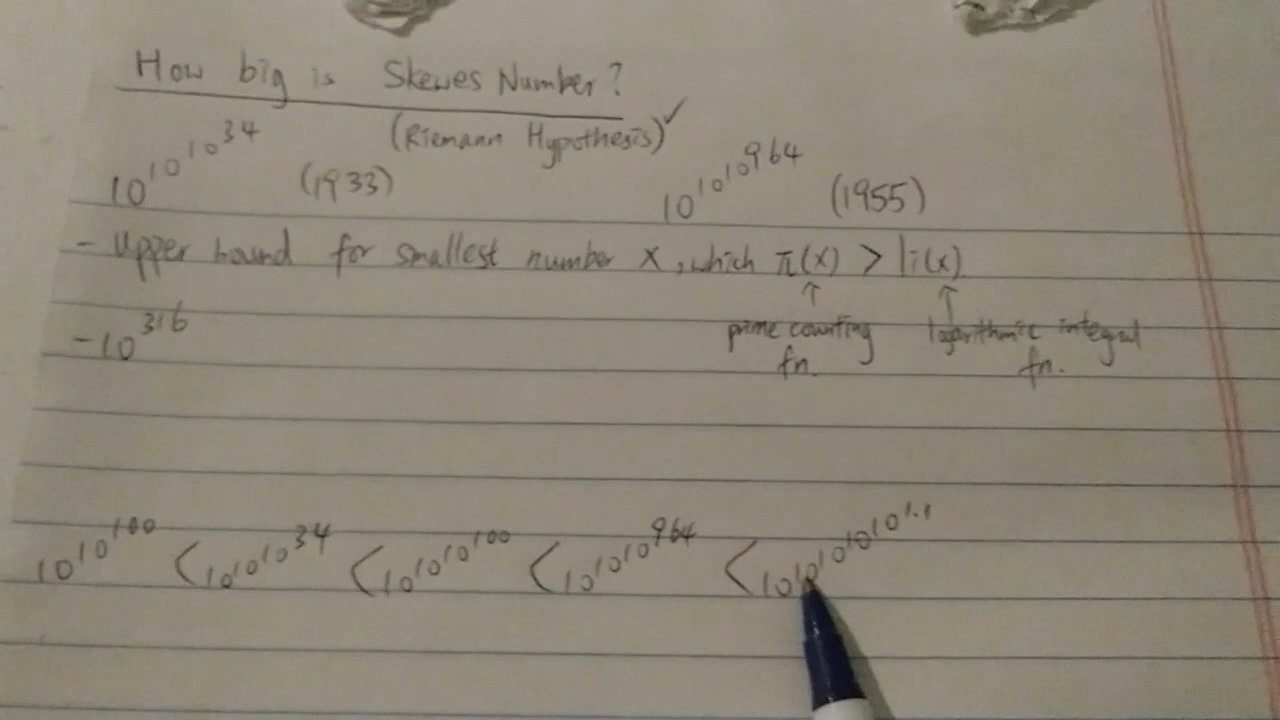 How big is Skewes Number?
(Riemann Hypothesis) ✓
10^10^10^34 (1933) 10^10^10^964 (1955)
- Upper bound for smallest number x, which π(x) > li(x)
↑ ↑
prime counting fn. logarithmic integral fn.
- 10^316
10^10^100 < 10^10^10^34 < 10^10^10^100 < 10^10^10^964 < 10^10^10^10^10^1.1